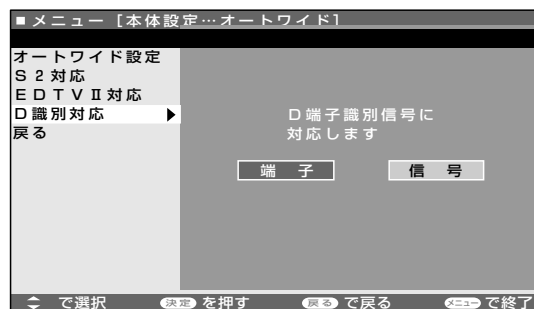 ■メニュー［本体設定…オートワイド］
オートワイド設定
S2対応
EDTVⅡ対応
D識別対応
戻る
D端子識別信号に
対応します
端　子　信　号
で選択　決定を押す　戻るで戻る　メニューで終了